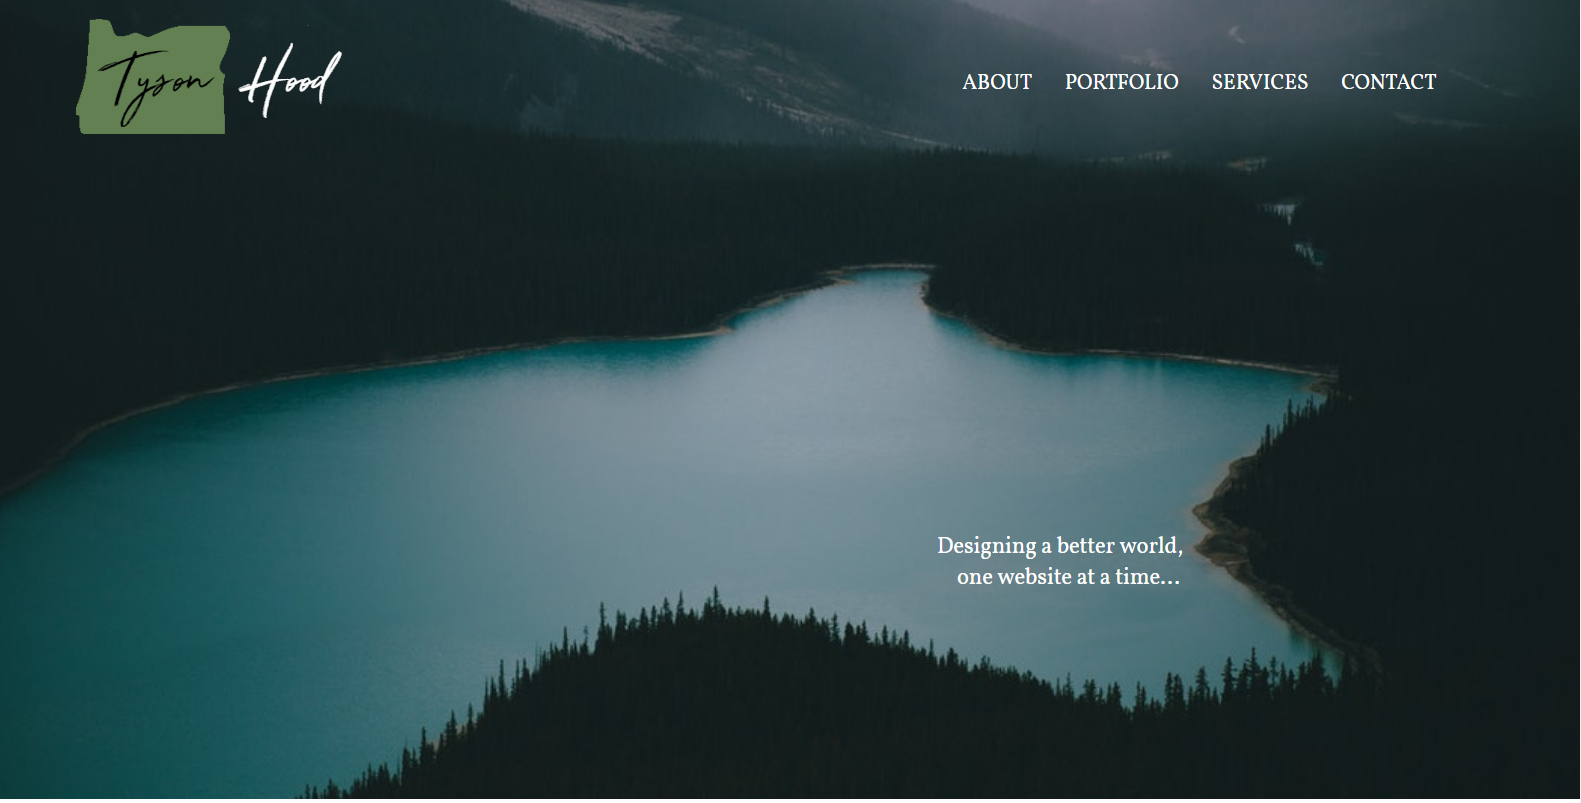 Tyson Hood
ABOUT PORTFOLIO SERVICES CONTACT
Designing a better world,
one website at a time...